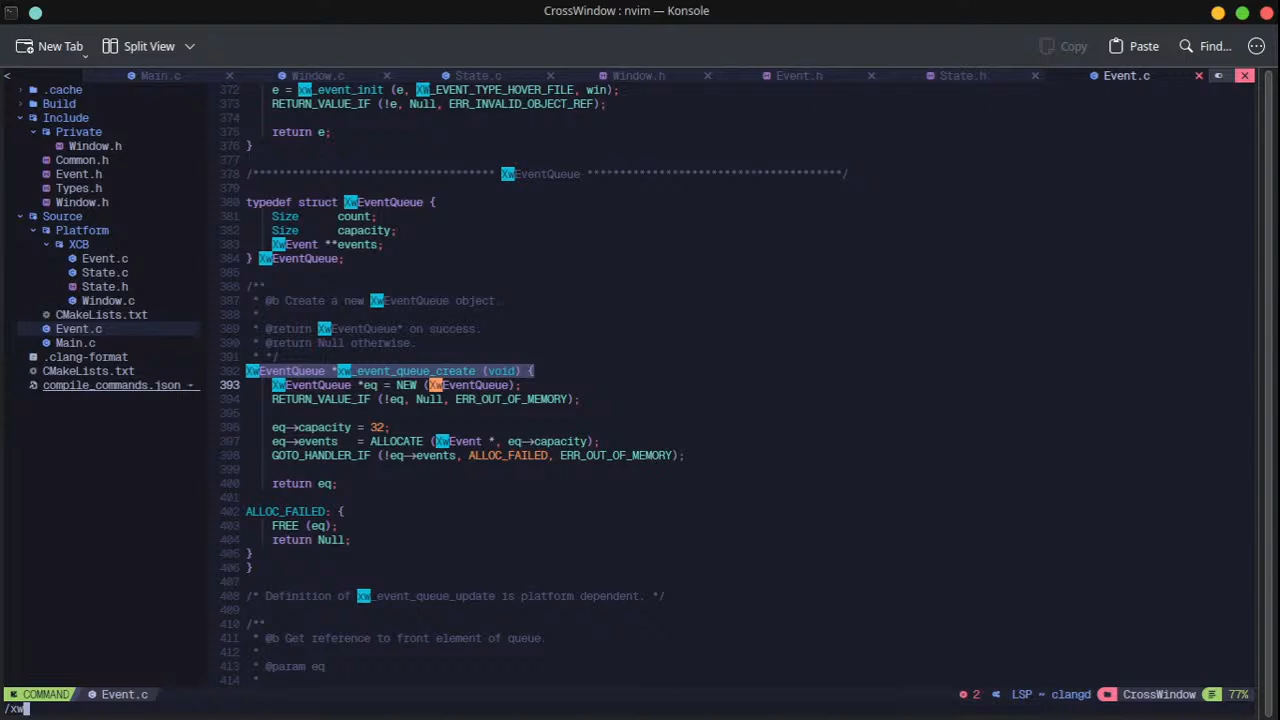 CrossWindow : nvim — Konsole
New Tab Split View Copy Paste Find...
< Main.c Window.c State.c Window.h Event.h State.h Event.c
.cache
Build
Include
Private
Window.h
Common.h
Event.h
Types.h
Window.h
Source
Platform
XCB
Event.c
State.c
State.h
Window.c
CMakeLists.txt
Event.c
Main.c
.clang-format
CMakeLists.txt
compile_commands.json
372 e = xw_event_init (e, XW_EVENT_TYPE_HOVER_FILE, win);
373 RETURN_VALUE_IF (!e, Null, ERR_INVALID_OBJECT_REF);
374
375 return e;
376 }
377
378 /************************************ XwEventQueue ***************************************/
379
380 typedef struct XwEventQueue {
381 Size count;
382 Size capacity;
383 XwEvent **events;
384 } XwEventQueue;
385
386 /**
387 * @b Create a new XwEventQueue object.
388 *
389 * @return XwEventQueue* on success.
390 * @return Null otherwise.
391 * */
392 XwEventQueue *xw_event_queue_create (void) {
393 XwEventQueue *eq = NEW (XwEventQueue);
394 RETURN_VALUE_IF (!eq, Null, ERR_OUT_OF_MEMORY);
395
396 eq->capacity = 32;
397 eq->events = ALLOCATE (XwEvent *, eq->capacity);
398 GOTO_HANDLER_IF (!eq->events, ALLOC_FAILED, ERR_OUT_OF_MEMORY);
399
400 return eq;
401
402 ALLOC_FAILED: {
403 FREE (eq);
404 return Null;
405 }
406 }
407
408 /* Definition of xw_event_queue_update is platform dependent. */
409
410 /**
411 * @b Get reference to front element of queue.
412 *
413 * @param eq
414 *
COMMAND Event.c 2 LSP ~ clangd CrossWindow 77%
/xw